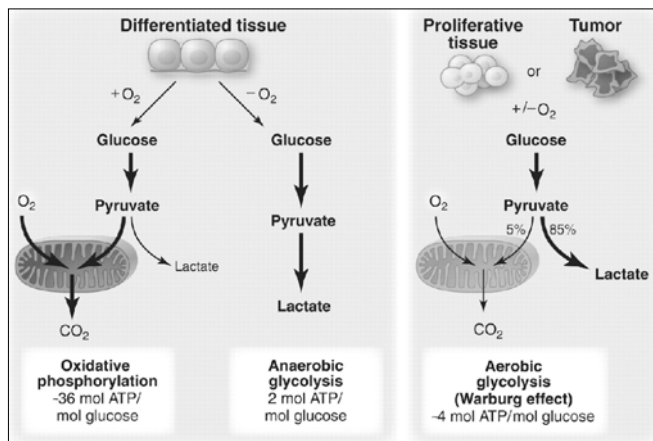 Differentiated tissue
+O2
−O2
Glucose
Glucose
O2
Pyruvate
Pyruvate
Lactate
Lactate
CO2
Oxidative
phosphorylation
-36 mol ATP/
mol glucose
Anaerobic
glycolysis
2 mol ATP/
mol glucose
Proliferative
tissue
or
Tumor
+/−O2
Glucose
O2
Pyruvate
5%
85%
Lactate
CO2
Aerobic
glycolysis
(Warburg effect)
-4 mol ATP/mol glucose